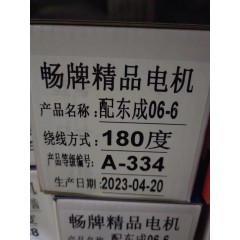 畅牌精品电机
产品名称：配东成06-6
绕线方式：180度
产品等级编号：A-334
生产日期：2023-04-20
畅牌精品电机